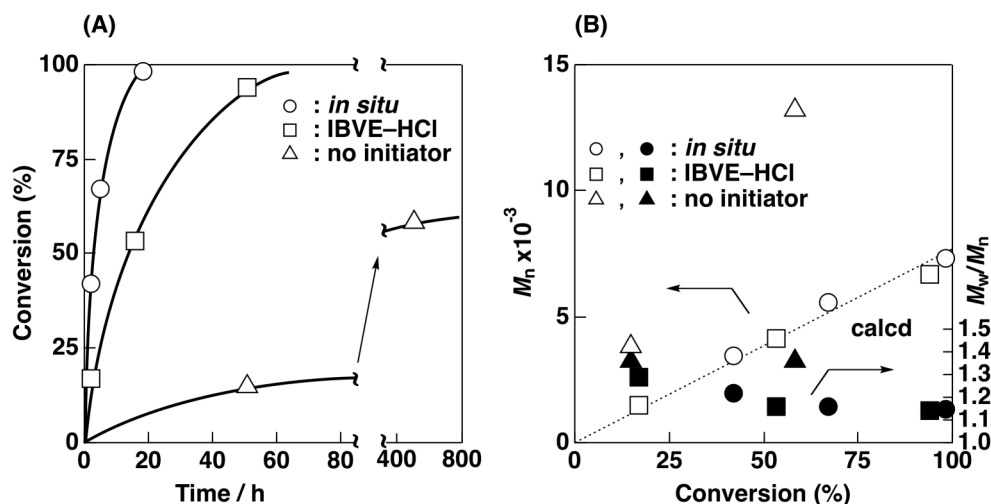 (A)
(B)
100
75
50
25
0
Conversion (%)
0 20 40 60 80 400 800
Time / h
: in situ
: IBVE–HCl
: no initiator
15
10
5
0
Mn x10-3
, : in situ
, : IBVE–HCl
, : no initiator
calcd
1.5
1.4
1.3
1.2
1.1
1.0
Mw/Mn
0 25 50 75 100
Conversion (%)